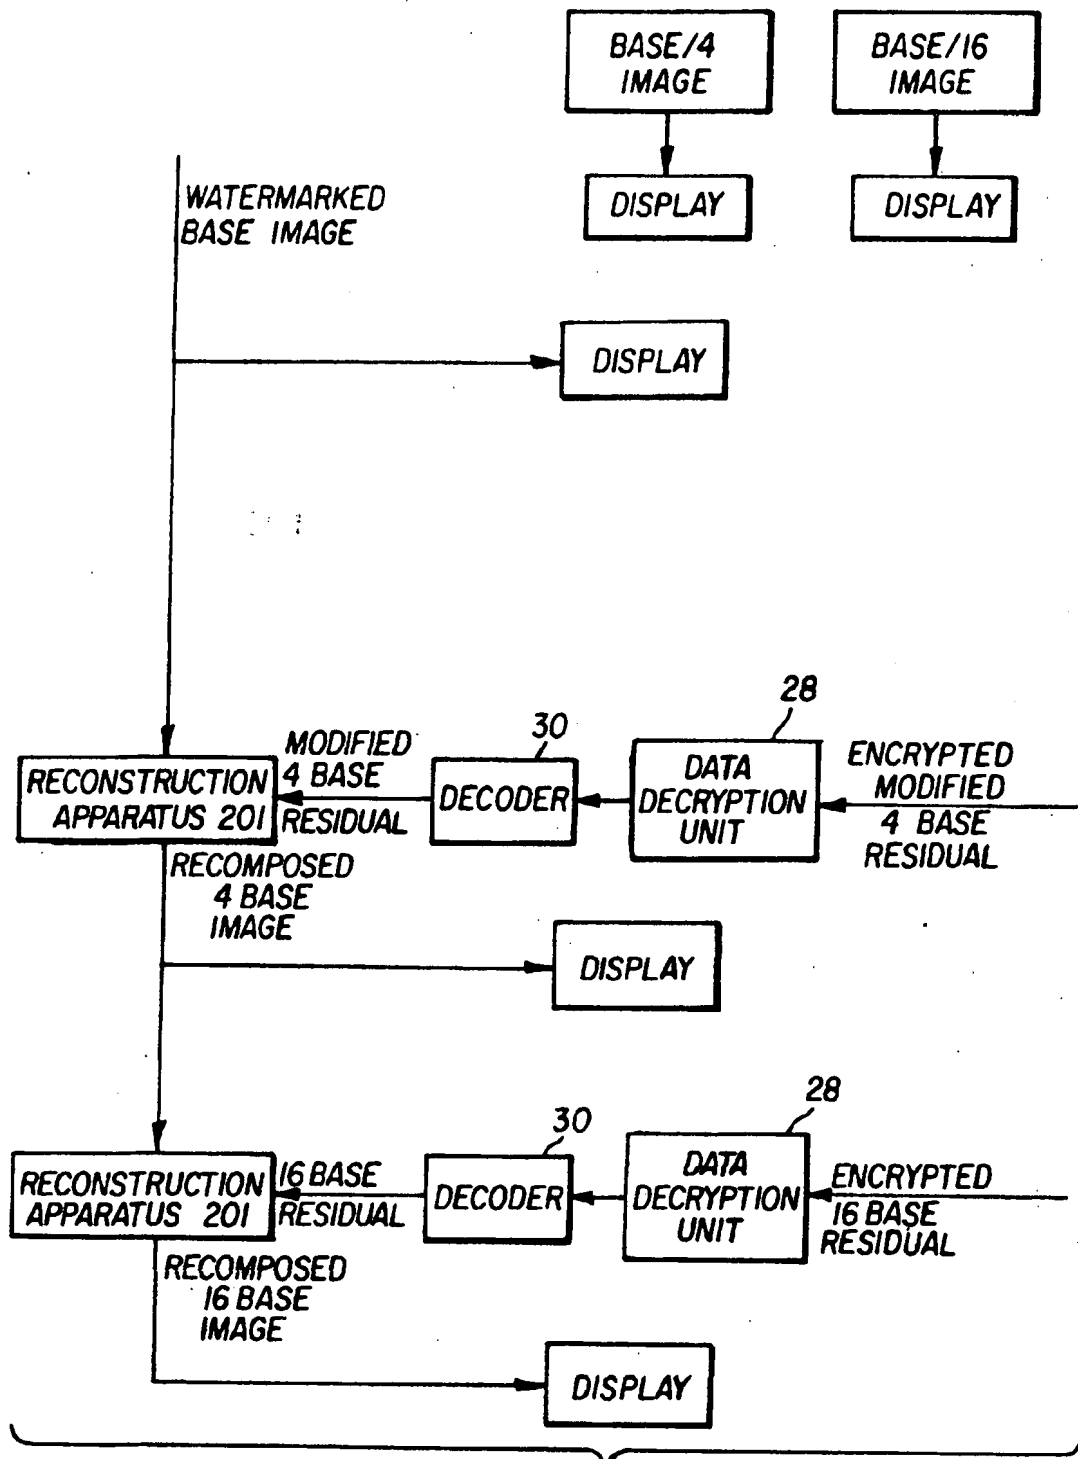 BASE/4
IMAGE
BASE/16
IMAGE
DISPLAY
DISPLAY
WATERMARKED
BASE IMAGE
DISPLAY
28
30
MODIFIED
4 BASE
RESIDUAL
RECONSTRUCTION
APPARATUS 201
DECODER
DATA
DECRYPTION
UNIT
ENCRYPTED
MODIFIED
4 BASE
RESIDUAL
RECOMPOSED
4 BASE
IMAGE
DISPLAY
28
30
RECONSTRUCTION
APPARATUS 201
16 BASE
RESIDUAL
DECODER
DATA
DECRYPTION
UNIT
ENCRYPTED
16 BASE
RESIDUAL
RECOMPOSED
16 BASE
IMAGE
DISPLAY